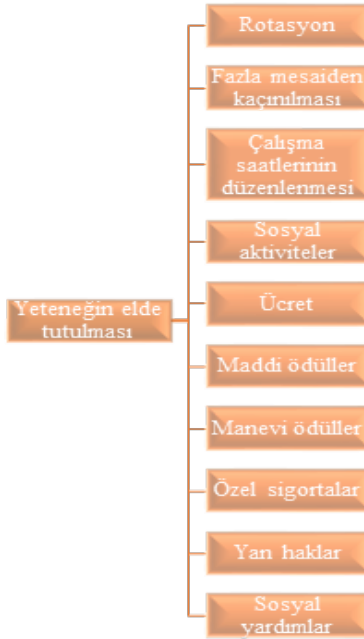 Rotasyon
Fazla mesaiden
kaçınılması
Çalışma
saatlerinin
düzenlenmesi
Sosyal
aktiviteler
Yeteneğin elde
tutulması
Ücret
Maddi ödüller
Manevi ödüller
Özel sigortalar
Yan haklar
Sosyal
yardımlar